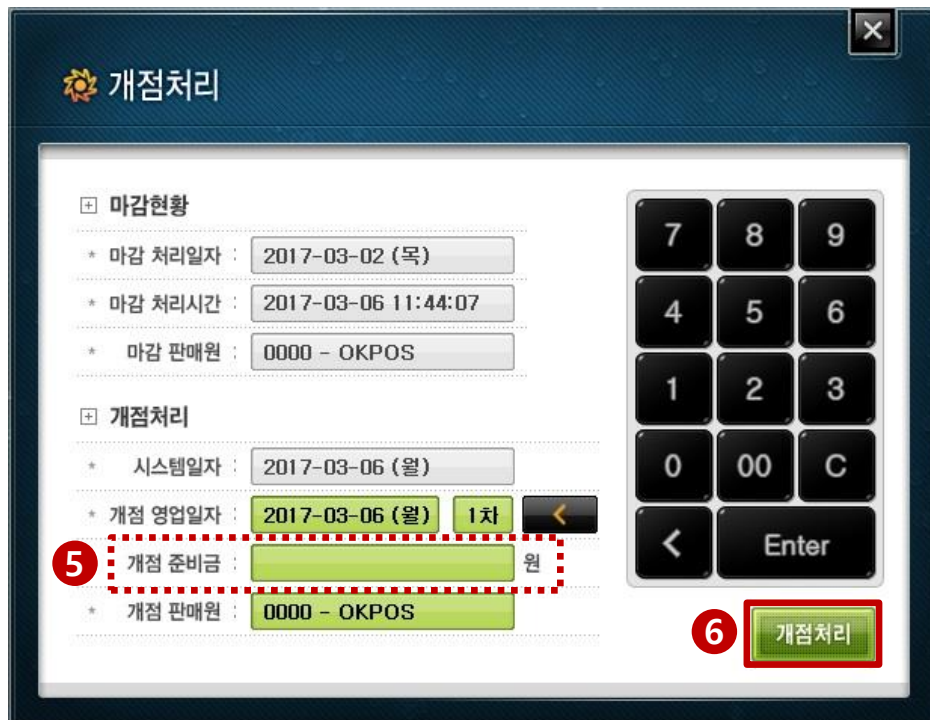 개점처리
마감현황
* 마감 처리일자 : 2017-03-02 (목)
* 마감 처리시간 : 2017-03-06 11:44:07
* 마감 판매원 : 0000 - OKPOS
개점처리
* 시스템일자 : 2017-03-06 (월)
* 개점 영업일자 : 2017-03-06 (월) 1차 <
5 개점 준비금 : 원
* 개점 판매원 : 0000 - OKPOS
7 8 9
4 5 6
1 2 3
0 00 C
< Enter
6 개점처리